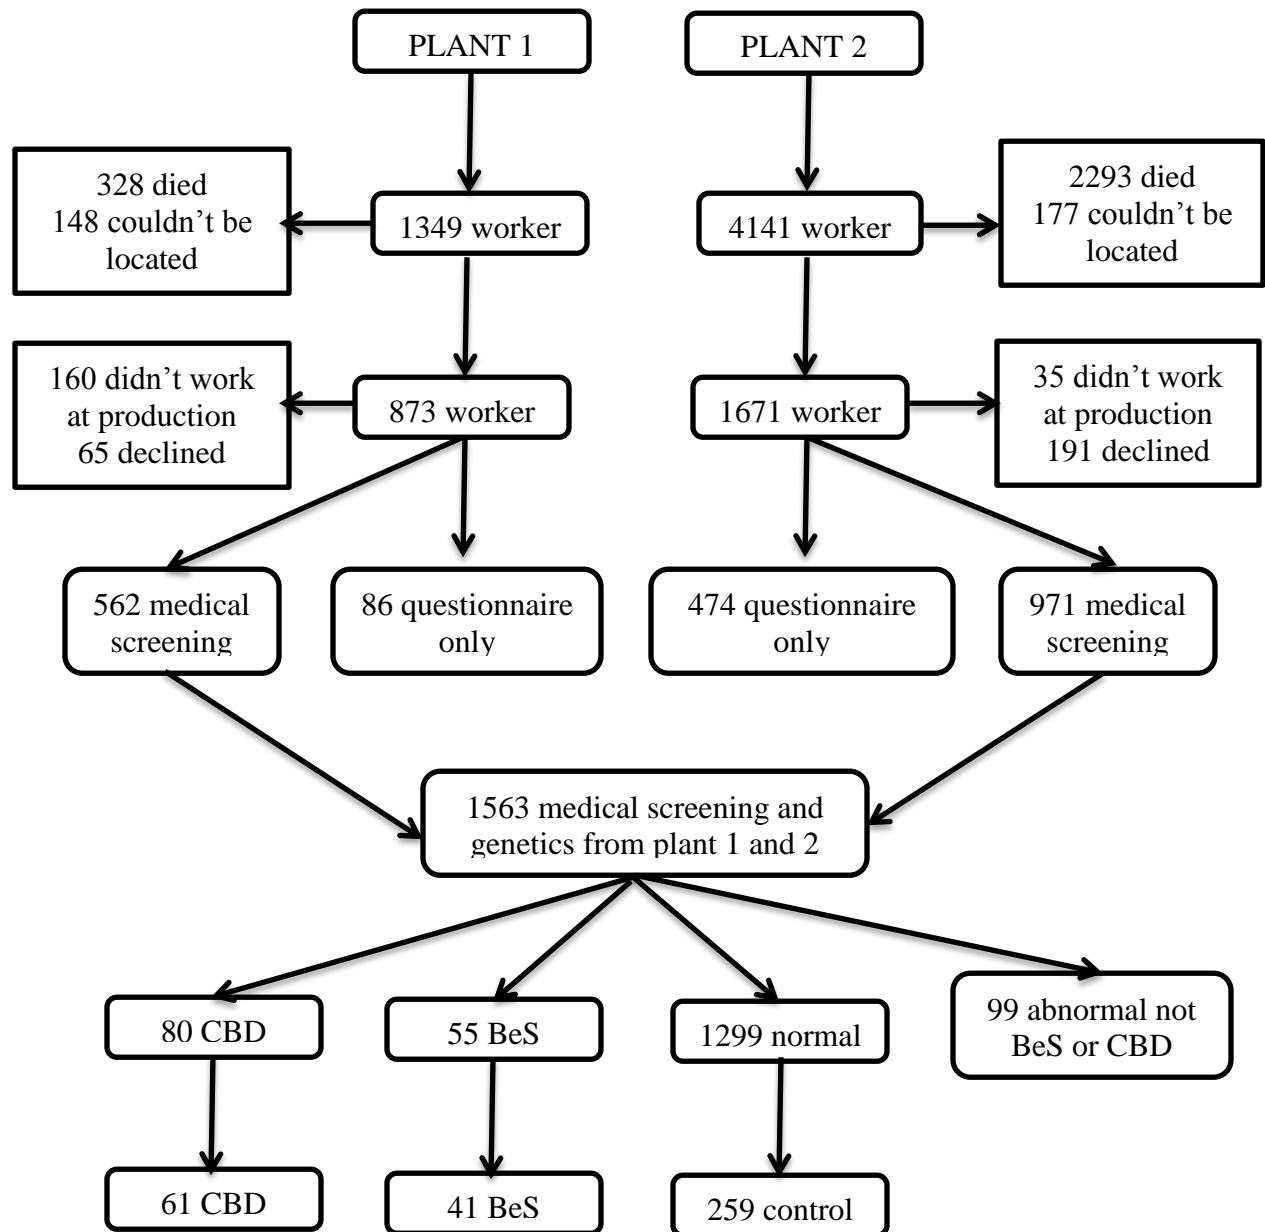 PLANT 1
PLANT 2
328 died
148 couldn’t be
located
1349 worker
4141 worker
2293 died
177 couldn’t be
located
160 didn’t work
at production
65 declined
873 worker
1671 worker
35 didn’t work
at production
191 declined
562 medical
screening
86 questionnaire
only
474 questionnaire
only
971 medical
screening
1563 medical screening and
genetics from plant 1 and 2
80 CBD
55 BeS
1299 normal
99 abnormal not
BeS or CBD
61 CBD
41 BeS
259 control